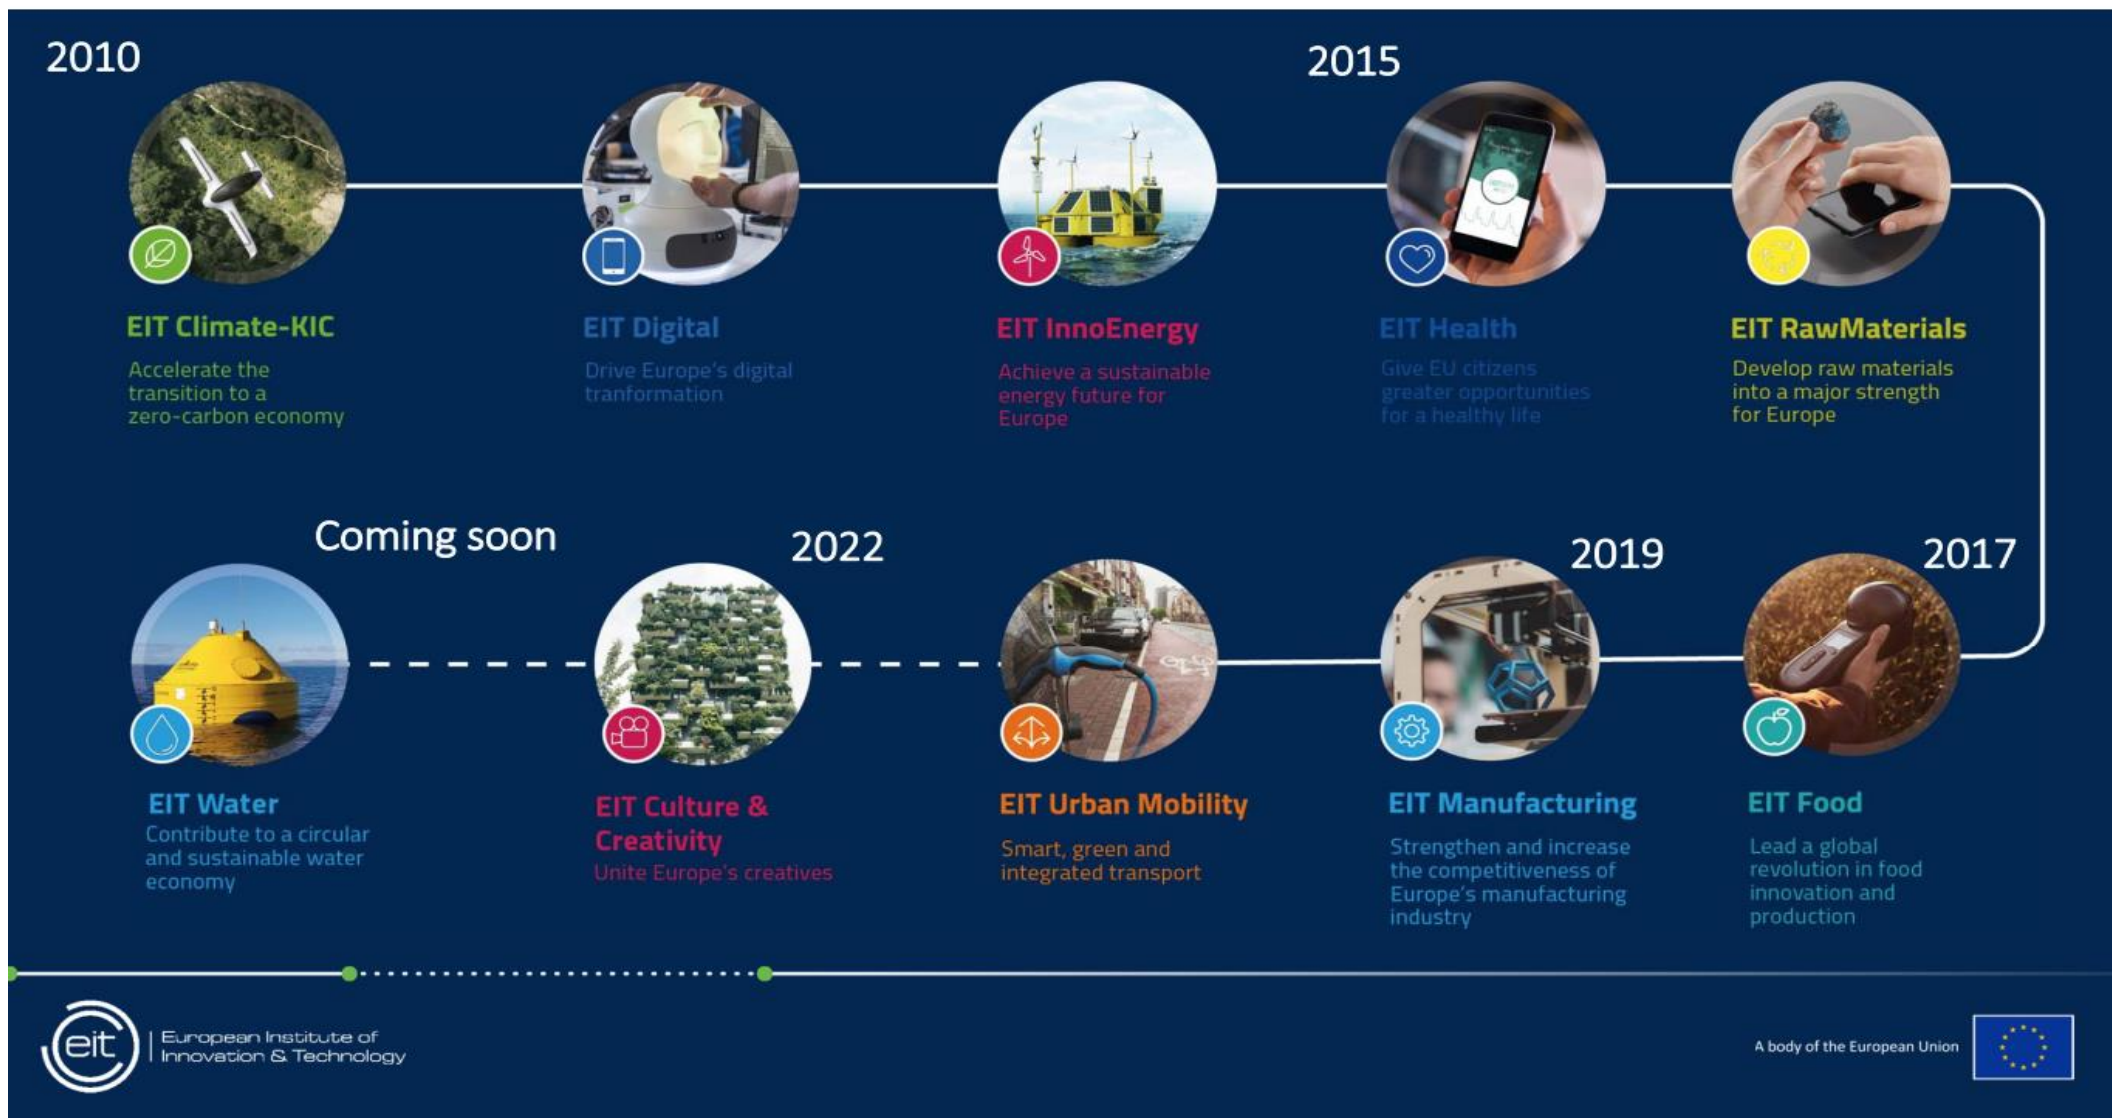 2010
2015
EIT Climate-KIC
Accelerate the
transition to a
zero-carbon economy
EIT Digital
Drive Europe's digital
tranformation
EIT InnoEnergy
Achieve a sustainable
energy future for
Europe
EIT Health
Give EU citizens
greater opportunities
for a healthy life
EIT RawMaterials
Develop raw materials
into a major strength
for Europe
Coming soon
2022
2019
2017
EIT Water
Contribute to a circular
and sustainable water
economy
EIT Culture &
Creativity
Unite Europe's creatives
EIT Urban Mobility
Smart, green and
integrated transport
EIT Manufacturing
Strengthen and increase
the competitiveness of
Europe's manufacturing
industry
EIT Food
Lead a global
revolution in food
innovation and
production
eit
European Institute of
Innovation & Technology
A body of the European Union